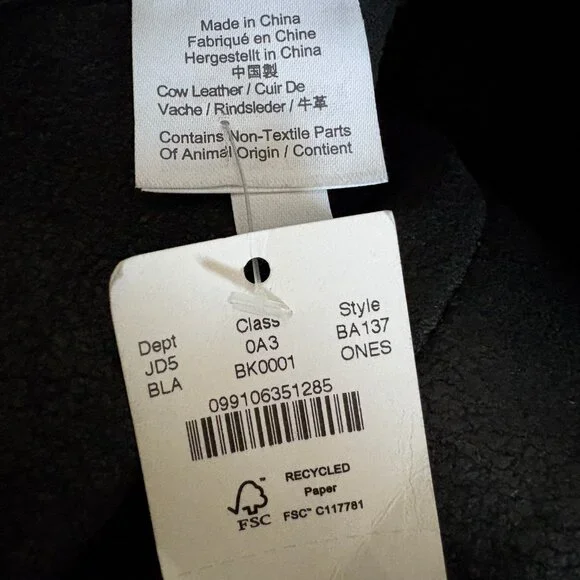 Made in China
Fabriqué en Chine
Hergestellt in China
中国製
Cow Leather / Cuir De
Vache / Rindsleder / 牛革
Contains Non-Textile Parts
Of Animal Origin / Contient
Dept Class Style
JD5 0A3 BA137
BLA BK0001 ONES
099106351285
RECYCLED
Paper
FSC™ C117781
FSC